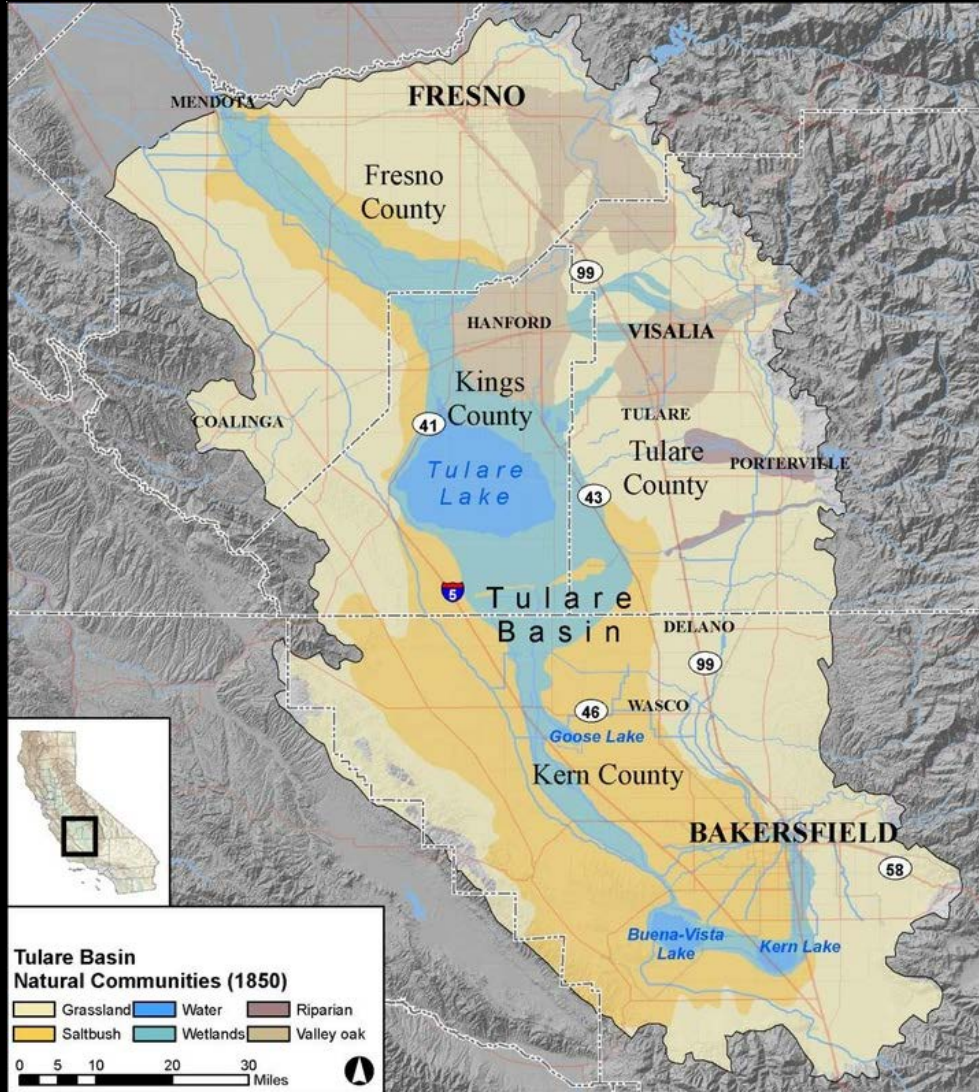 MENDOTA
FRESNO
Fresno
County
99
HANFORD
VISALIA
Kings
County
COALINGA
41
TULARE
Tulare
County
PORTERVILLE
Tulare
Lake
43
5
Tulare
Basin
DELANO
99
46
WASCO
Goose Lake
Kern County
BAKERSFIELD
58
Buena-Vista
Lake
Kern Lake
Tulare Basin
Natural Communities (1850)
Grassland Water Riparian
Saltbush Wetlands Valley oak
0 5 10 20 30
Miles